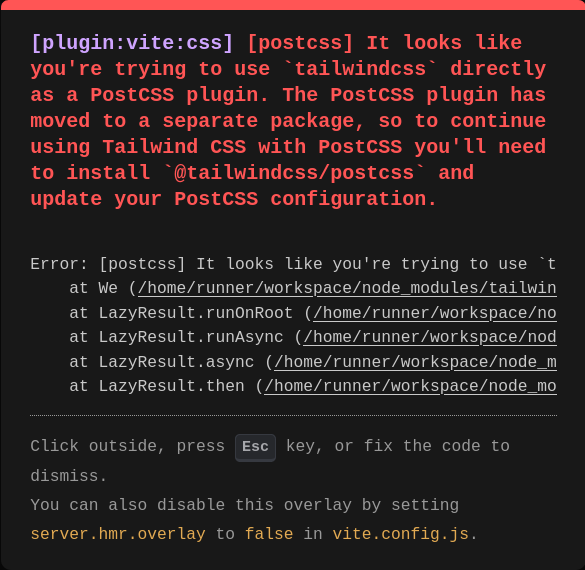 [plugin:vite:css] [postcss] It looks like
you're trying to use `tailwindcss` directly
as a PostCSS plugin. The PostCSS plugin has
moved to a separate package, so to continue
using Tailwind CSS with PostCSS you'll need
to install `@tailwindcss/postcss` and
update your PostCSS configuration.
Error: [postcss] It looks like you're trying to use `t
at We (/home/runner/workspace/node_modules/tailwin
at LazyResult.runOnRoot (/home/runner/workspace/no
at LazyResult.runAsync (/home/runner/workspace/nod
at LazyResult.async (/home/runner/workspace/node_m
at LazyResult.then (/home/runner/workspace/node_mo
Click outside, press Esc key, or fix the code to
dismiss.
You can also disable this overlay by setting
server.hmr.overlay to false in vite.config.js.